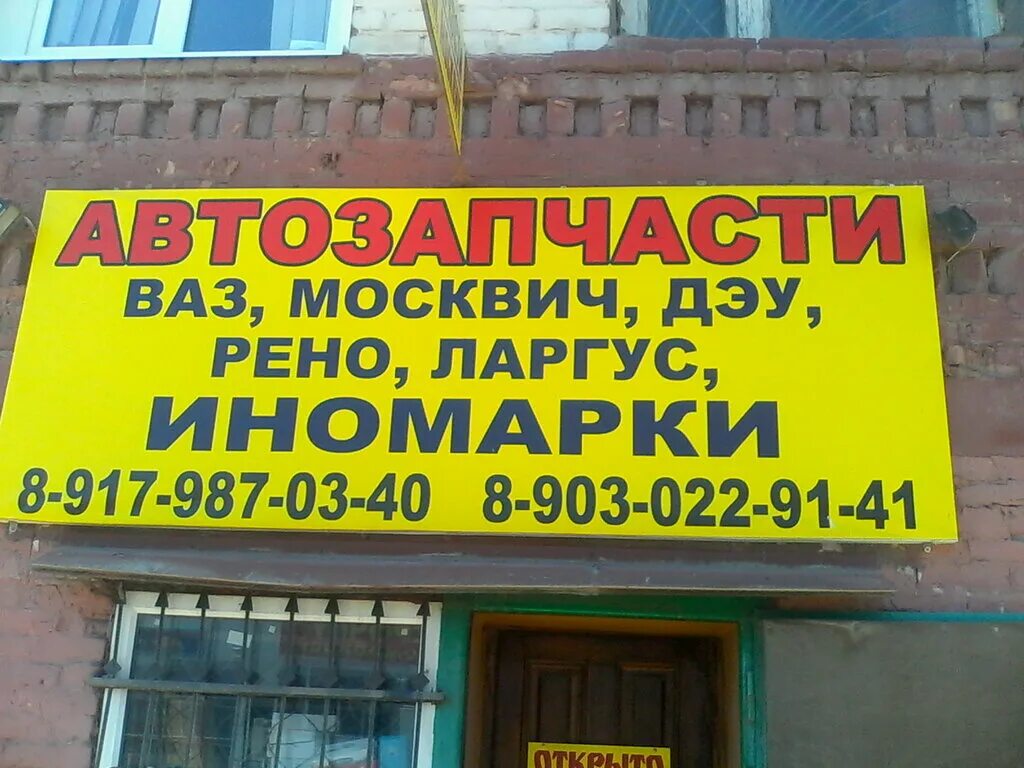 АВТОЗАПЧАСТИ
ВАЗ, МОСКВИЧ, ДЭУ,
РЕНО, ЛАРГУС,
ИНОМАРКИ
8-917-987-03-40 8-903-022-91-41
ОТКРЫТО